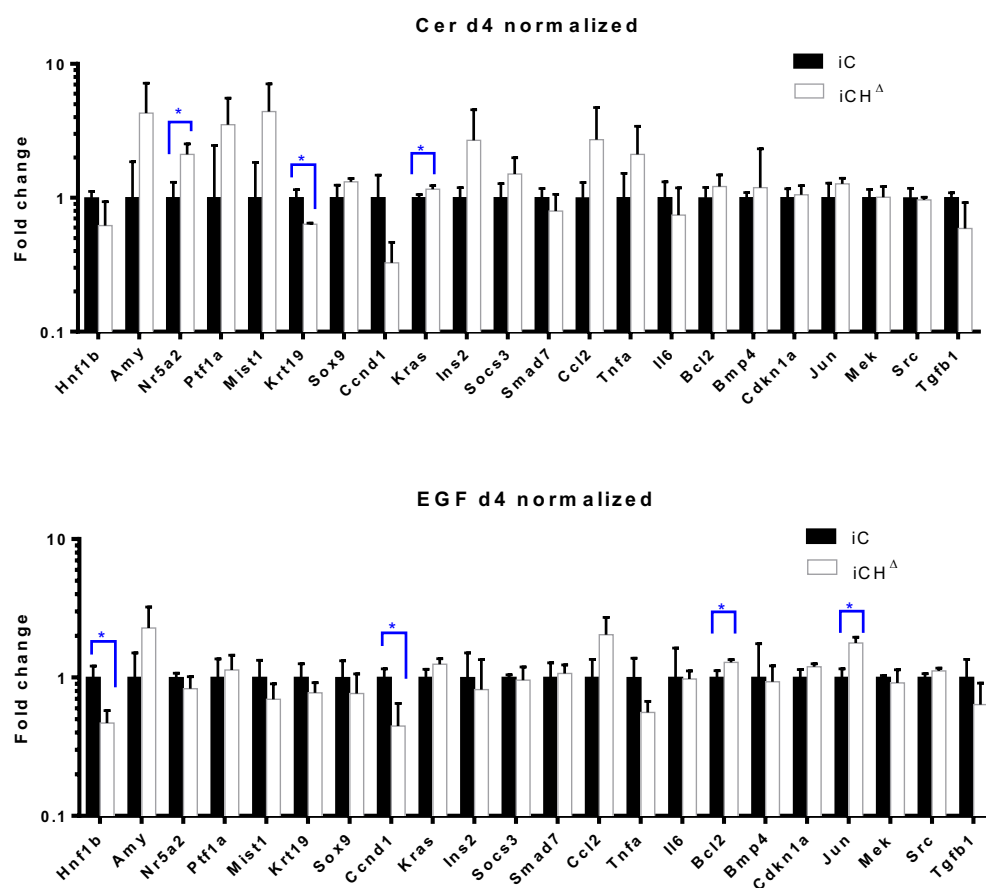 Cer d4 normalized
iC
iCH Δ
Fold change
10
1
0.1
*
*
*
Hnf1b Amy Nr5a2 Ptf1a Mist1 Krt19 Sox9 Ccnd1 Kras Ins2 Socs3 Smad7 Ccl2 Tnfa Il6 Bcl2 Bmp4 Cdkn1a Jun Mek Src Tgfb1
EGF d4 normalized
iC
iCH Δ
Fold change
10
1
0.1
*
*
*
*
Hnf1b Amy Nr5a2 Ptf1a Mist1 Krt19 Sox9 Ccnd1 Kras Ins2 Socs3 Smad7 Ccl2 Tnfa Il6 Bcl2 Bmp4 Cdkn1a Jun Mek Src Tgfb1